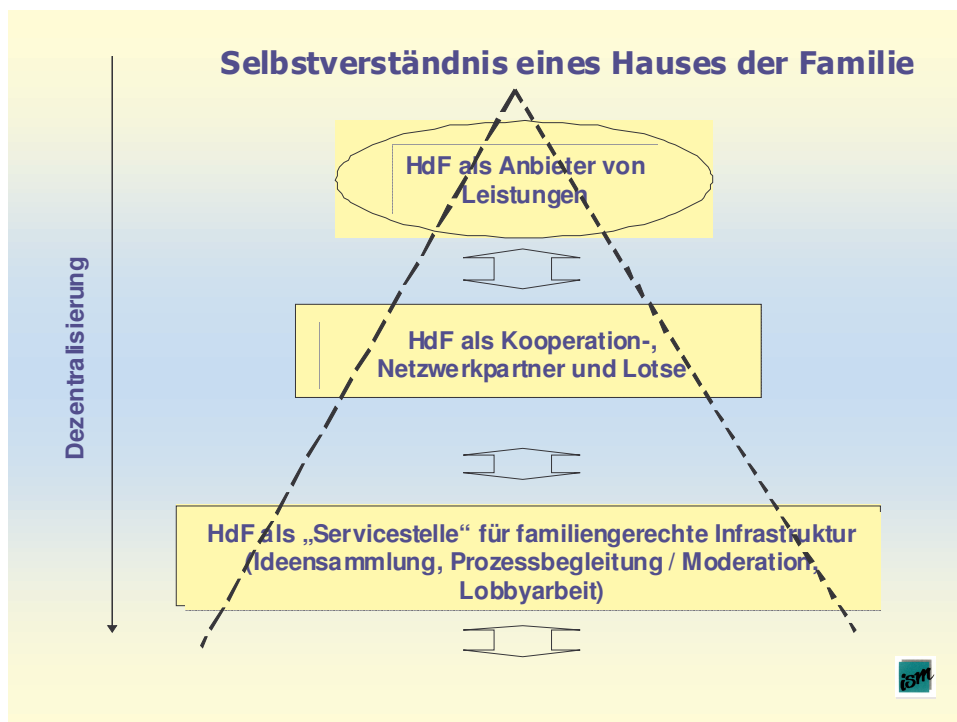 Selbstverständnis eines Hauses der Familie
HdF als Anbieter von
Leistungen
Dezentralisierung
HdF als Kooperation-,
Netzwerkpartner und Lotse
HdF als „Servicestelle“ für familiengerechte Infrastruktur
(Ideensammlung, Prozessbegleitung / Moderation,
Lobbyarbeit)
ism